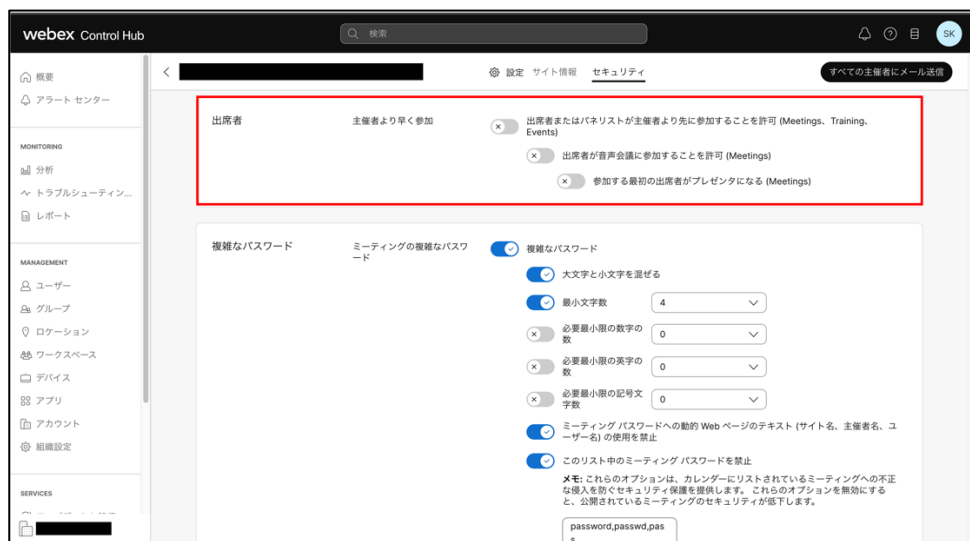 webex Control Hub
検索
SK
概要
アラート センター
MONITORING
分析
トラブルシューティン...
レポート
MANAGEMENT
ユーザー
グループ
ロケーション
ワークスペース
デバイス
アプリ
アカウント
組織設定
SERVICES
設定 サイト情報 セキュリティ
すべての主催者にメール送信
出席者
主催者より早く参加
出席者またはパネリストが主催者より先に参加することを許可 (Meetings、Training、
Events)
出席者が音声会議に参加することを許可 (Meetings)
参加する最初の出席者がプレゼンタになる (Meetings)
複雑なパスワード
ミーティングの複雑なパスワ
ード
複雑なパスワード
大文字と小文字を混ぜる
最小文字数 4
必要最小限の数字の
数 0
必要最小限の英字の
数 0
必要最小限の記号文
字数 0
ミーティング パスワードへの動的 Web ページのテキスト (サイト名、主催者名、ユ
ーザー名) の使用を禁止
このリスト中のミーティング パスワードを禁止
メモ: これらのオプションは、カレンダーにリストされているミーティングへの不正
な侵入を防ぐセキュリティ保護を提供します。 これらのオプションを無効にする
と、公開されているミーティングのセキュリティが低下します。
password,passwd,pas
s